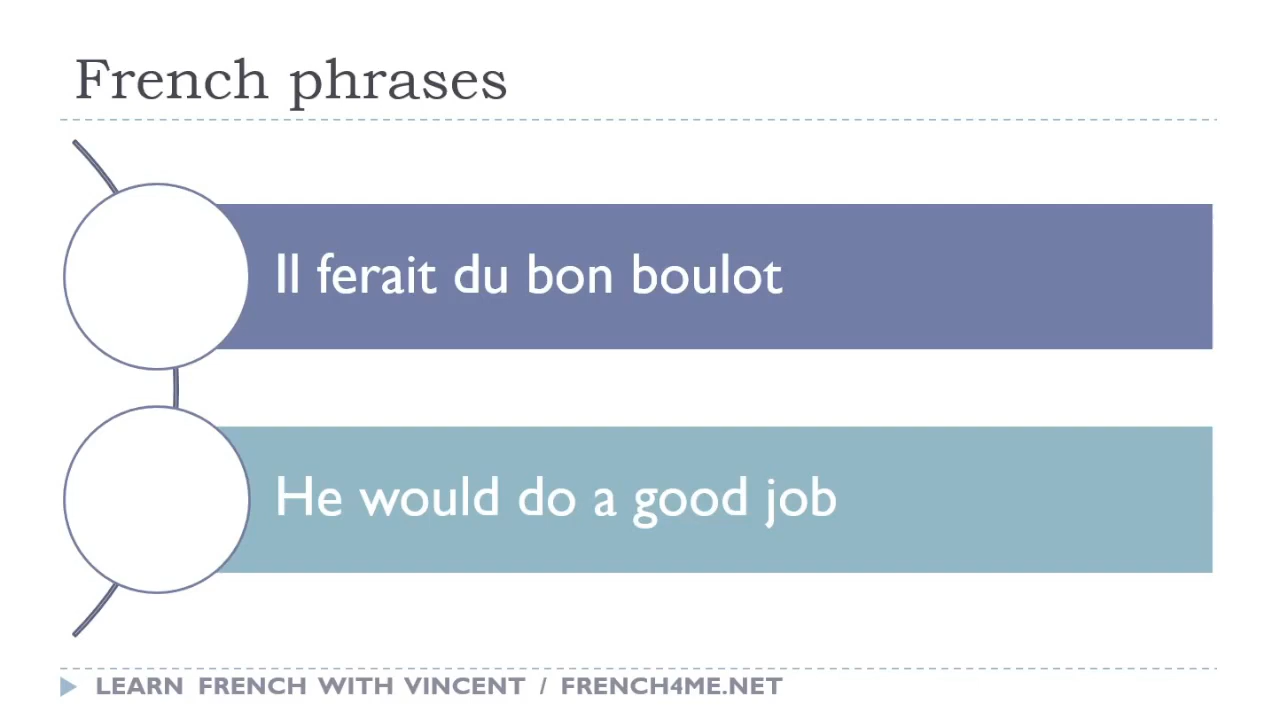 French phrases
Il ferait du bon boulot
He would do a good job
LEARN FRENCH WITH VINCENT / FRENCH4ME.NET